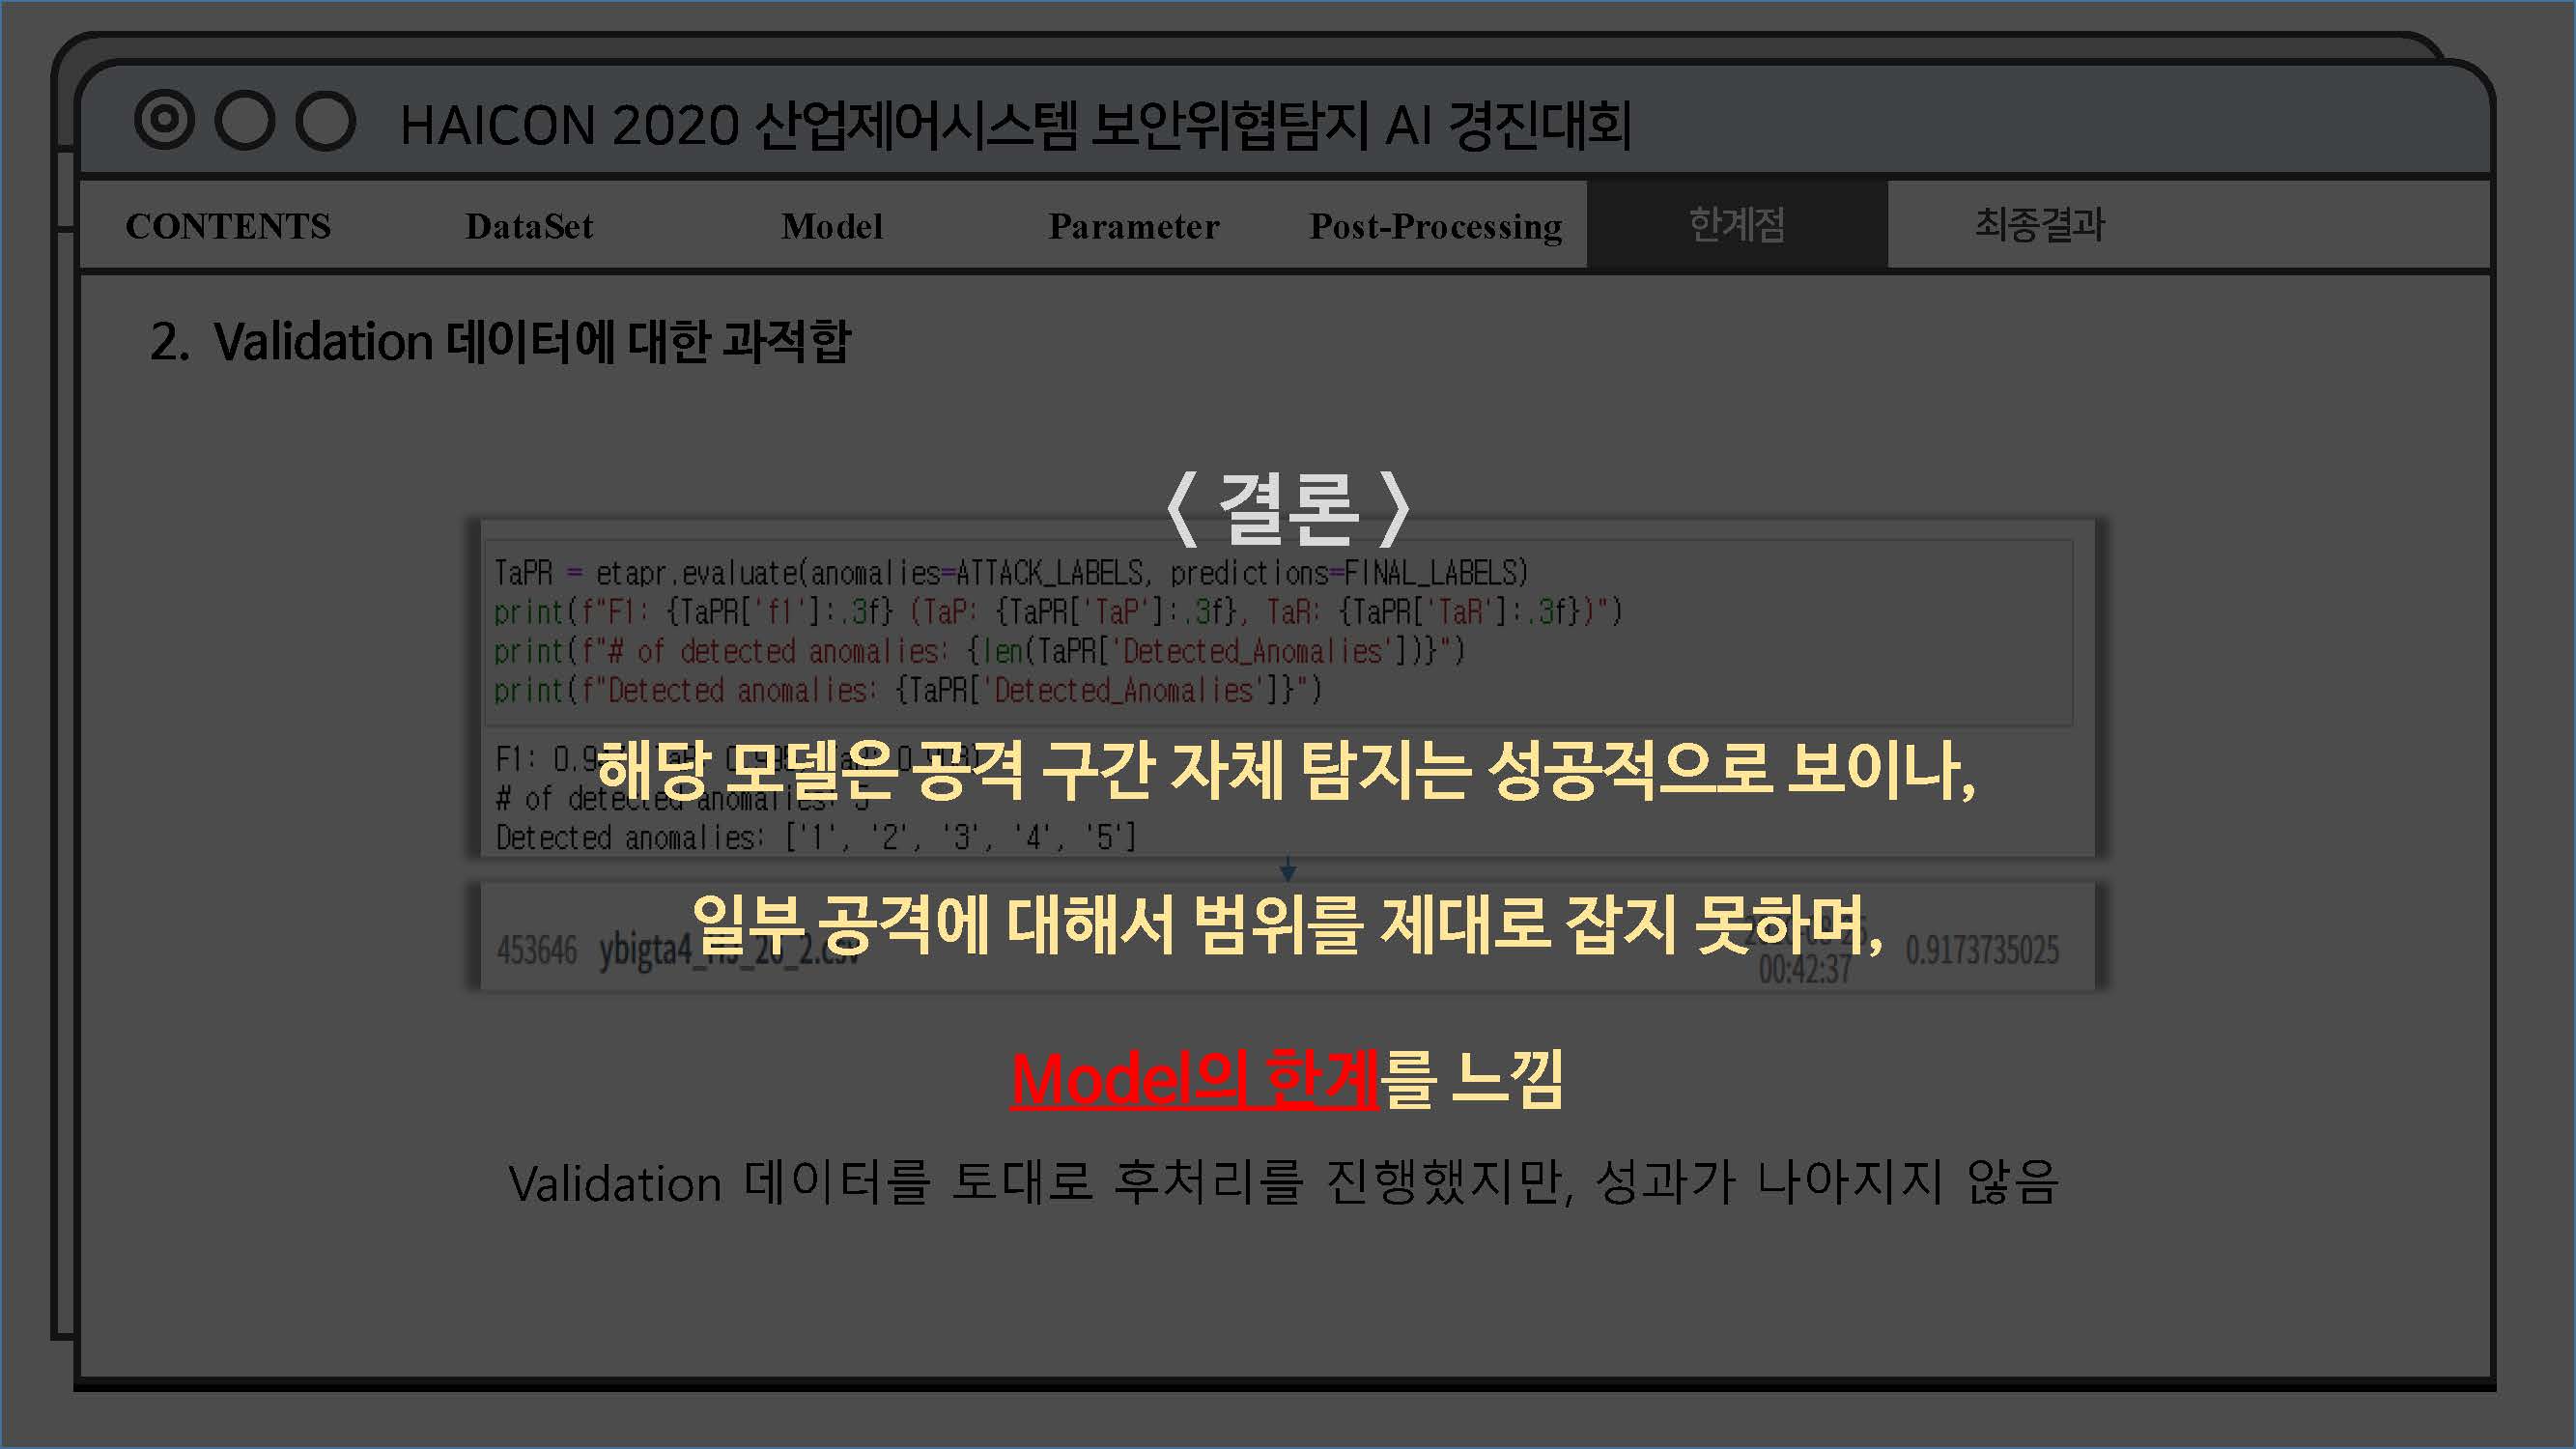 HAICON 2020 산업제어시스템 보안위협탐지 AI 경진대회
CONTENTS DataSet Model Parameter Post-Processing 한계점 최종결과
2. Validation 데이터에 대한 과적합
< 결론 >
TaPR = etapr.evaluate(anomalies=ATTACK_LABELS, predictions=FINAL_LABELS)
print(f"F1: {TaPR['f1']:.3f} (TaP: {TaPR['TaP']:.3f}, TaR: {TaPR['TaR']:.3f})")
print(f"# of detected anomalies: {len(TaPR['Detected_Anomalies'])}")
print(f"Detected anomalies: {TaPR['Detected_Anomalies']}")
해당 모델은 공격 구간 자체 탐지는 성공적으로 보이나,
F1:
# of detected anomalies: 5
Detected anomalies: ['1', '2', '3', '4', '5']
일부 공격에 대해서 범위를 제대로 잡지 못하며,
453646 00:42:37 0.9173735025
Model의 한계를 느낌
Validation 데이터를 토대로 후처리를 진행했지만, 성과가 나아지지 않음